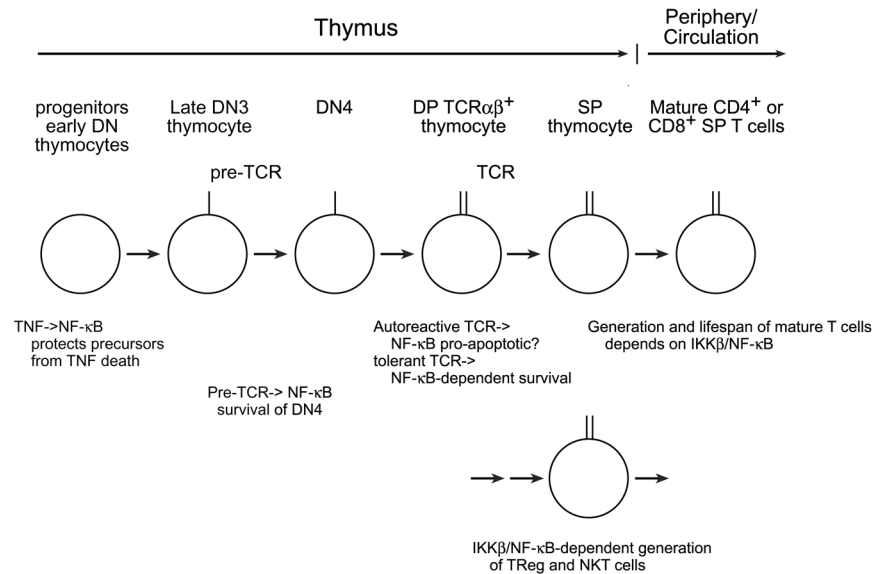 Thymus
Periphery/
Circulation
progenitors
early DN
thymocytes
Late DN3
thymocyte
DN4
DP TCRαβ⁺
thymocyte
SP
thymocyte
Mature CD4⁺ or
CD8⁺ SP T cells
pre-TCR
TCR
TNF->NF-κB
protects precursors
from TNF death
Pre-TCR-> NF-κB
survival of DN4
Autoreactive TCR->
NF-κB pro-apoptotic?
tolerant TCR->
NF-κB-dependent survival
Generation and lifespan of mature T cells
depends on IKKβ/NF-κB
IKKβ/NF-κB-dependent generation
of TReg and NKT cells